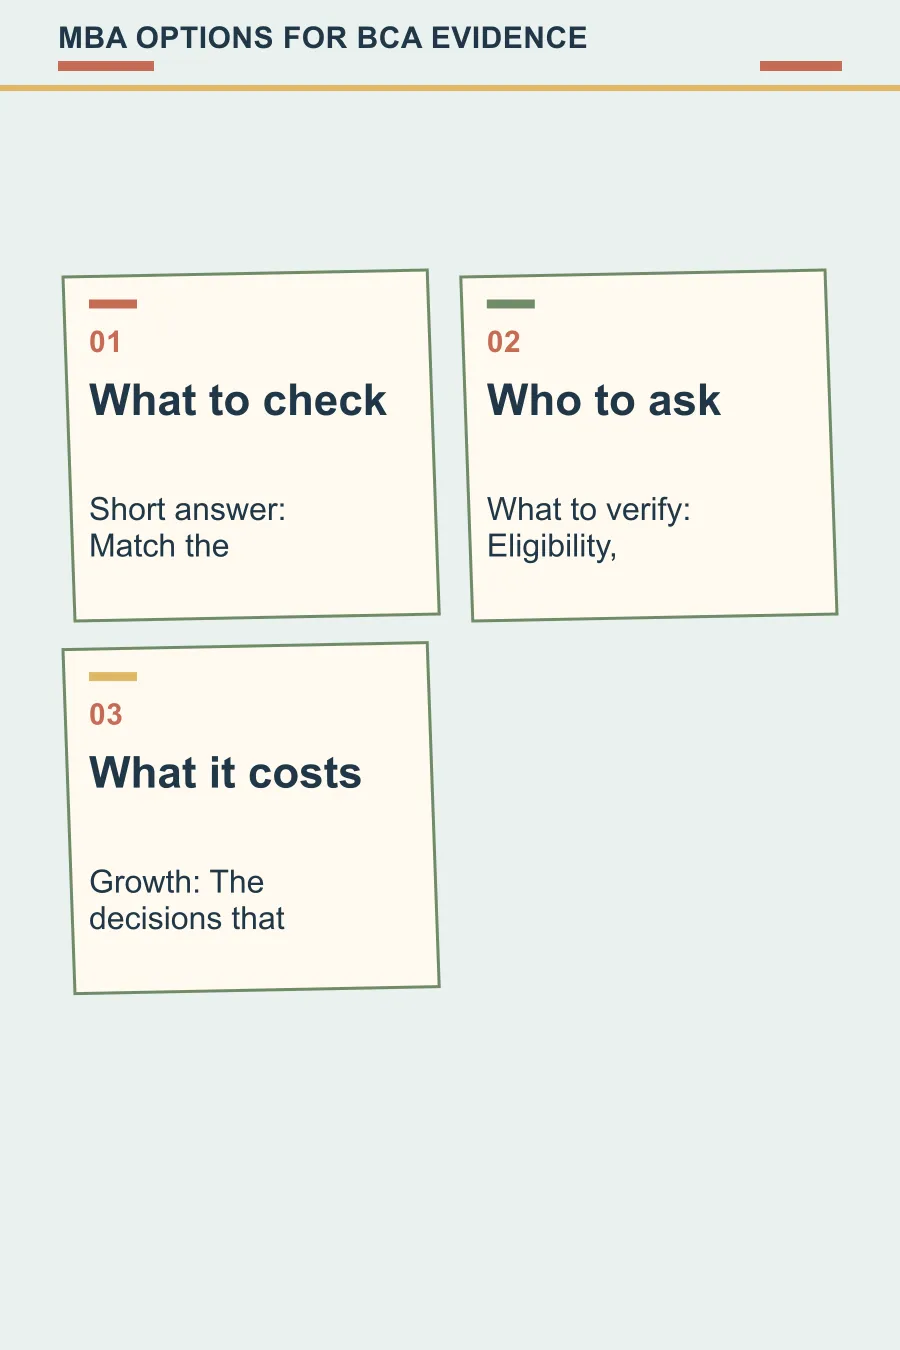 MBA OPTIONS FOR BCA EVIDENCE
01
What to check
Short answer:
Match the
02
Who to ask
What to verify:
Eligibility,
03
What it costs
Growth: The
decisions that